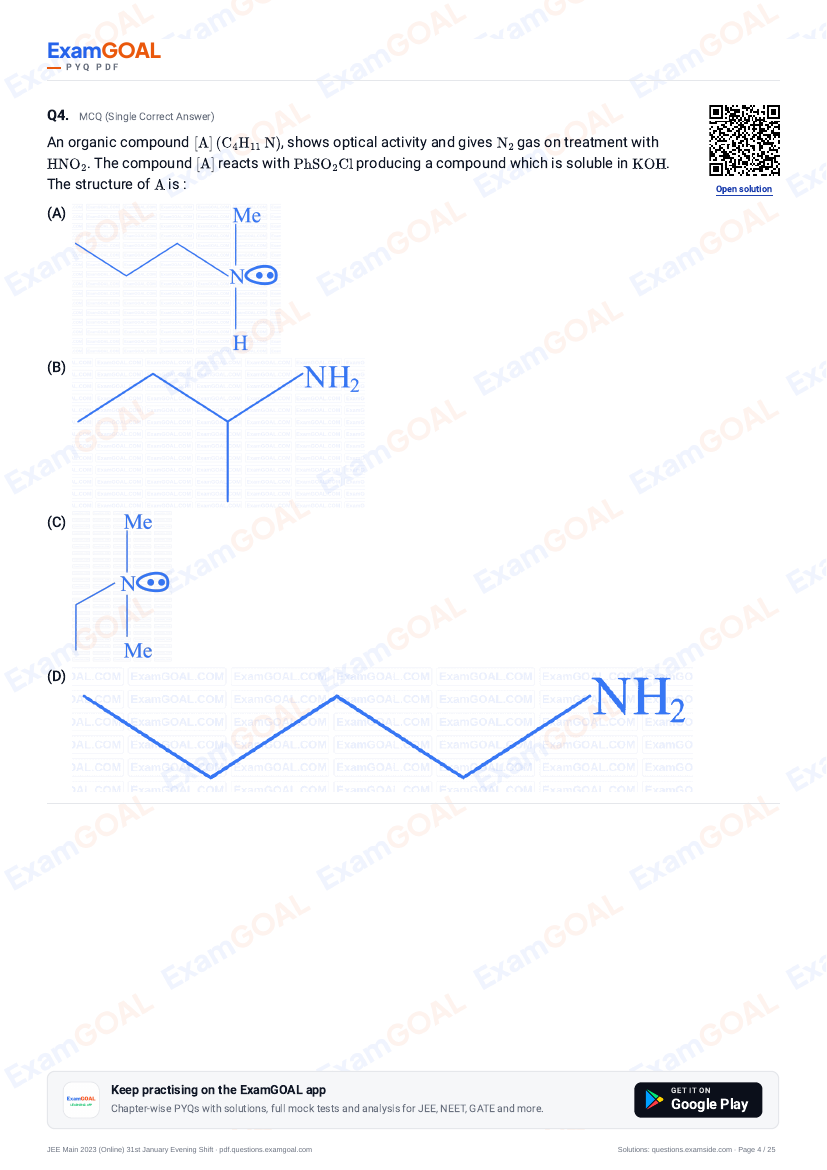 ExamGOAL
PYQ PDF
Q4. MCQ (Single Correct Answer)
An organic compound [A] (C₄H₁₁ N), shows optical activity and gives N₂ gas on treatment with
HNO₂. The compound [A] reacts with PhSO₂Cl producing a compound which is soluble in KOH.
The structure of A is :
Open solution
(A)
Me
N
H
(B)
NH₂
(C)
Me
N
Me
(D)
NH₂
Keep practising on the ExamGOAL app
Chapter-wise PYQs with solutions, full mock tests and analysis for JEE, NEET, GATE and more.
GET IT ON
Google Play
JEE Main 2023 (Online) 31st January Evening Shift · pdf.questions.examgoal.com
Solutions: questions.examside.com · Page 4 / 25